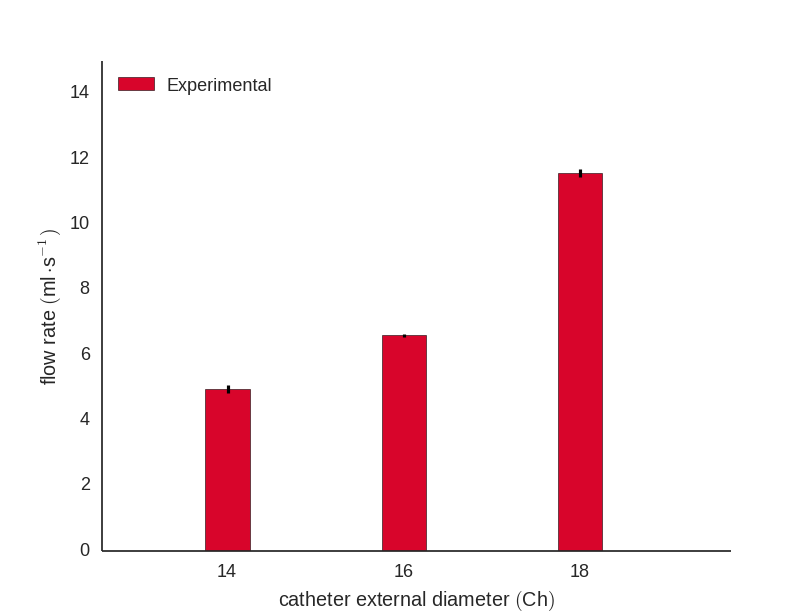 Experimental
14
12
10
8
6
4
2
0
flow rate (ml·s⁻¹)
14 16 18
catheter external diameter (Ch)